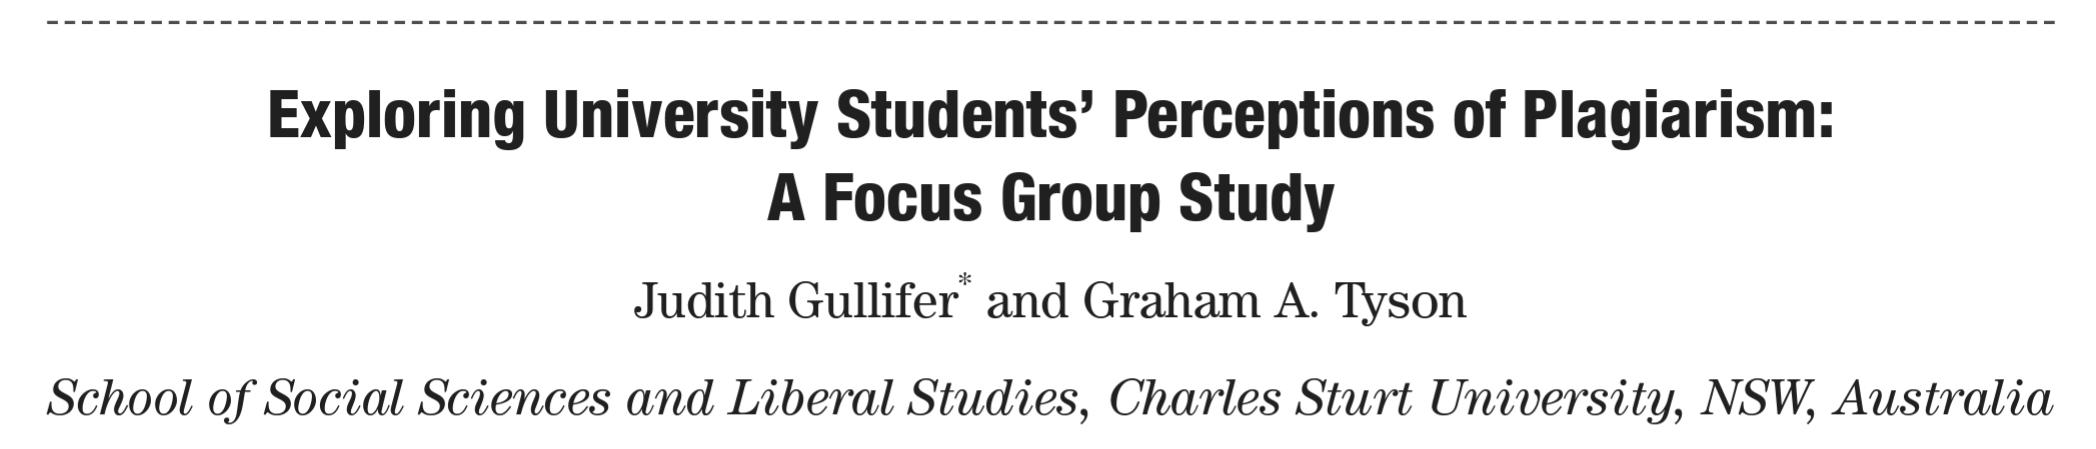 Exploring University Students’ Perceptions of Plagiarism:
A Focus Group Study
Judith Gullifer* and Graham A. Tyson
School of Social Sciences and Liberal Studies, Charles Sturt University, NSW, Australia